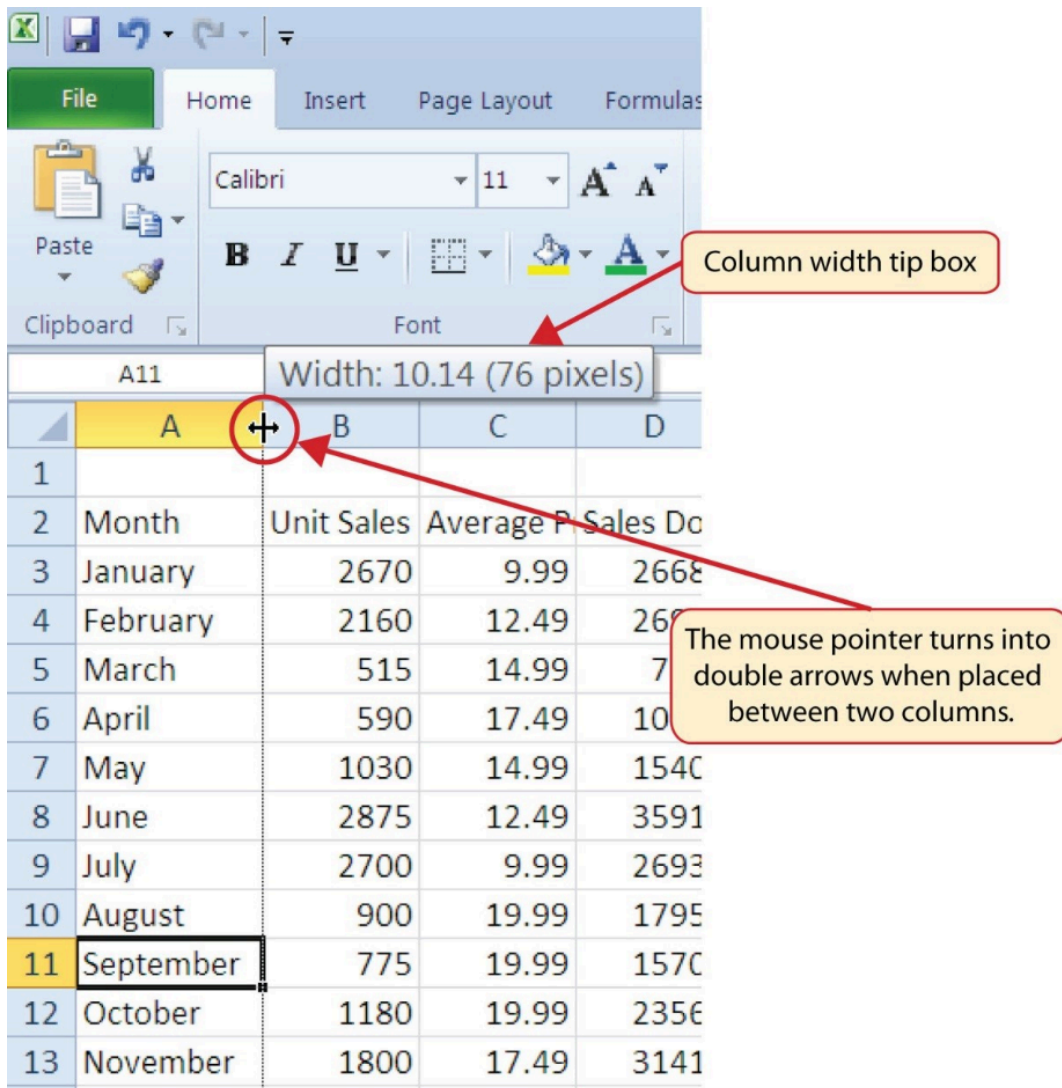 File Home Insert Page Layout Formulas
Calibri 11 A A
Paste B I U A
Column width tip box
Clipboard Font
A11 Width: 10.14 (76 pixels)
A B C D
1
2 Month Unit Sales Average P Sales Do
3 January 2670 9.99 2668
4 February 2160 12.49
5 March 515 14.99 7
6 April 590 17.49 10
7 May 1030 14.99 1540
8 June 2875 12.49 3591
9 July 2700 9.99 2693
10 August 900 19.99 1795
11 September 775 19.99 1570
12 October 1180 19.99 2356
13 November 1800 17.49 3141
The mouse pointer turns into
double arrows when placed
between two columns.